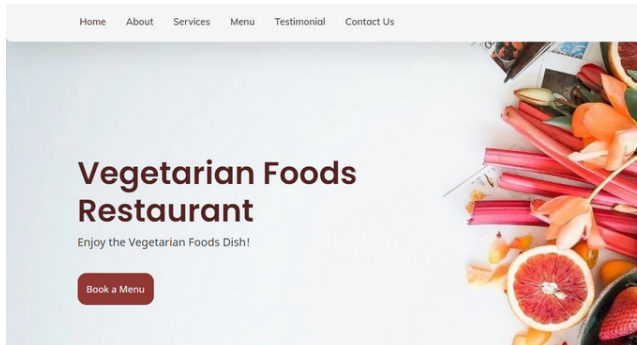 Home About Services Menu Testimonial Contact Us
Vegetarian Foods
Restaurant
Enjoy the Vegetarian Foods Dish!
Book a Menu